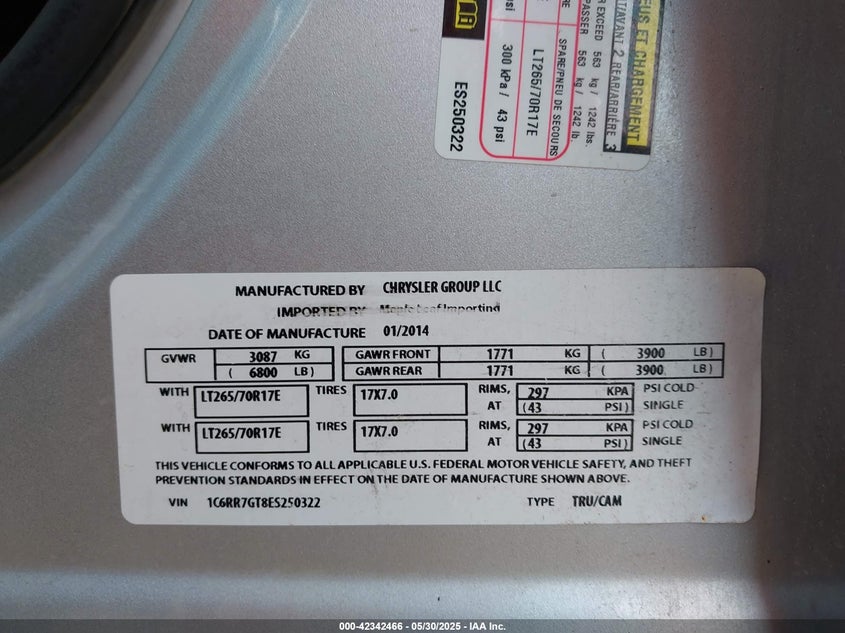 EUS ET CHARGEMENT
T/AVANT 2 REAR/ARRIÈRE 3
R EXCEED 563 kg / 1242 lbs.
PASSER 563 kg / 1242 lb.
SPARE/PNEU DE SECOURS
LT265/70R17E
300 kPa / 43 psi
ES250322
MANUFACTURED BY CHRYSLER GROUP LLC
IMPORTED BY Maple Leaf Importing
DATE OF MANUFACTURE 01/2014
GVWR 3087 KG GAWR FRONT 1771 KG ( 3900 LB )
( 6800 LB ) GAWR REAR 1771 KG ( 3900 LB )
WITH LT265/70R17E TIRES 17X7.0 RIMS, 297 KPA PSI COLD
AT (43 PSI) SINGLE
WITH LT265/70R17E TIRES 17X7.0 RIMS, 297 KPA PSI COLD
AT (43 PSI) SINGLE
THIS VEHICLE CONFORMS TO ALL APPLICABLE U.S. FEDERAL MOTOR VEHICLE SAFETY, AND THEFT
PREVENTION STANDARDS IN EFFECT ON THE DATE OF MANUFACTURE SHOWN ABOVE.
VIN 1C6RR7GT8ES250322 TYPE TRU/CAM
000-42342466 - 05/30/2025 - IAA Inc.